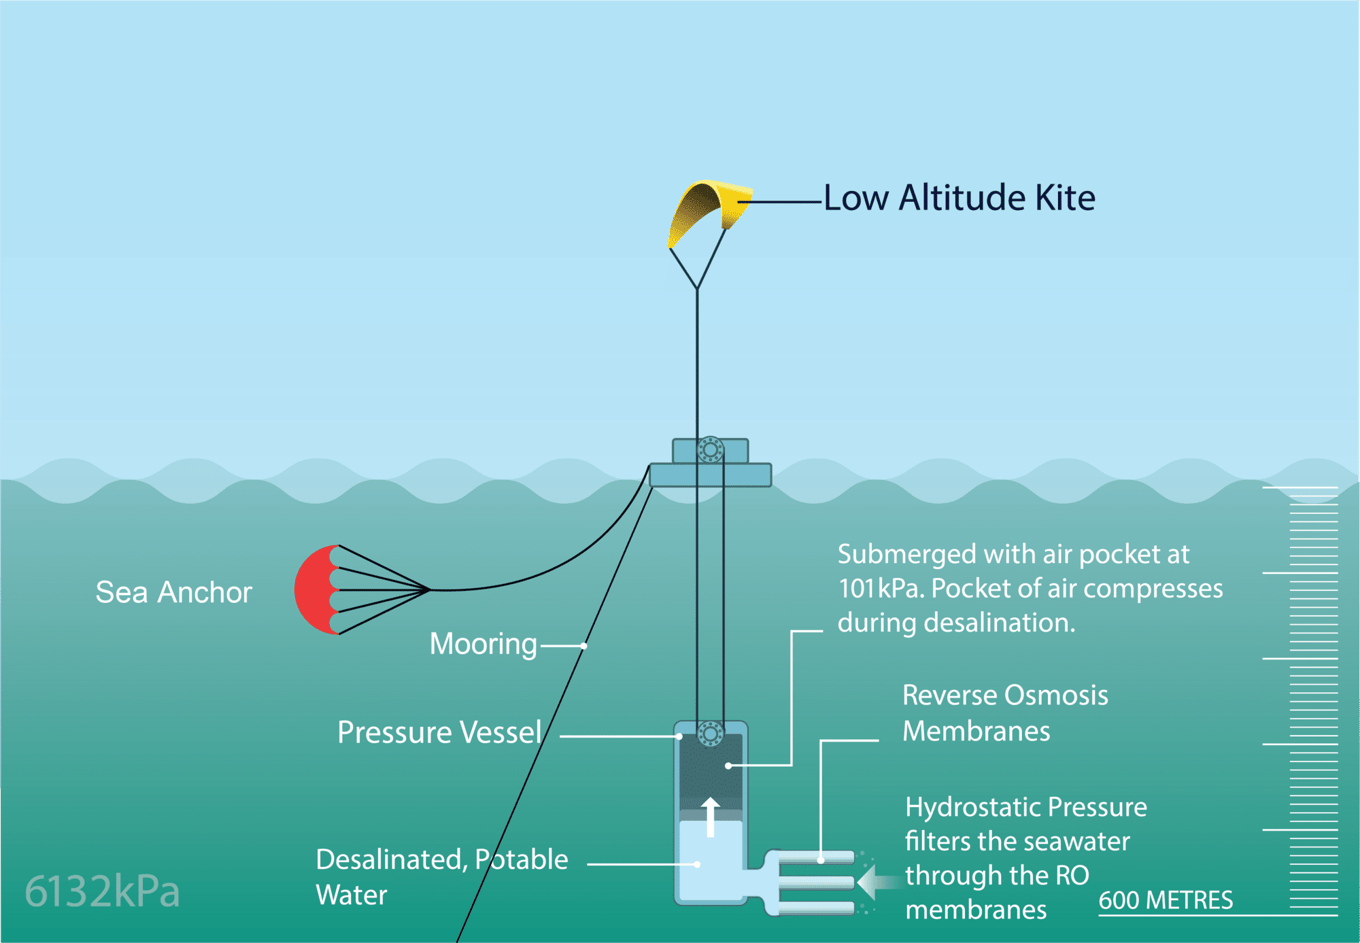 Low Altitude Kite
Submerged with air pocket at
101kPa. Pocket of air compresses
during desalination.
Sea Anchor
Mooring
Pressure Vessel
Reverse Osmosis
Membranes
Hydrostatic Pressure
filters the seawater
through the RO
membranes
Desalinated, Potable
Water
6132kPa
600 METRES